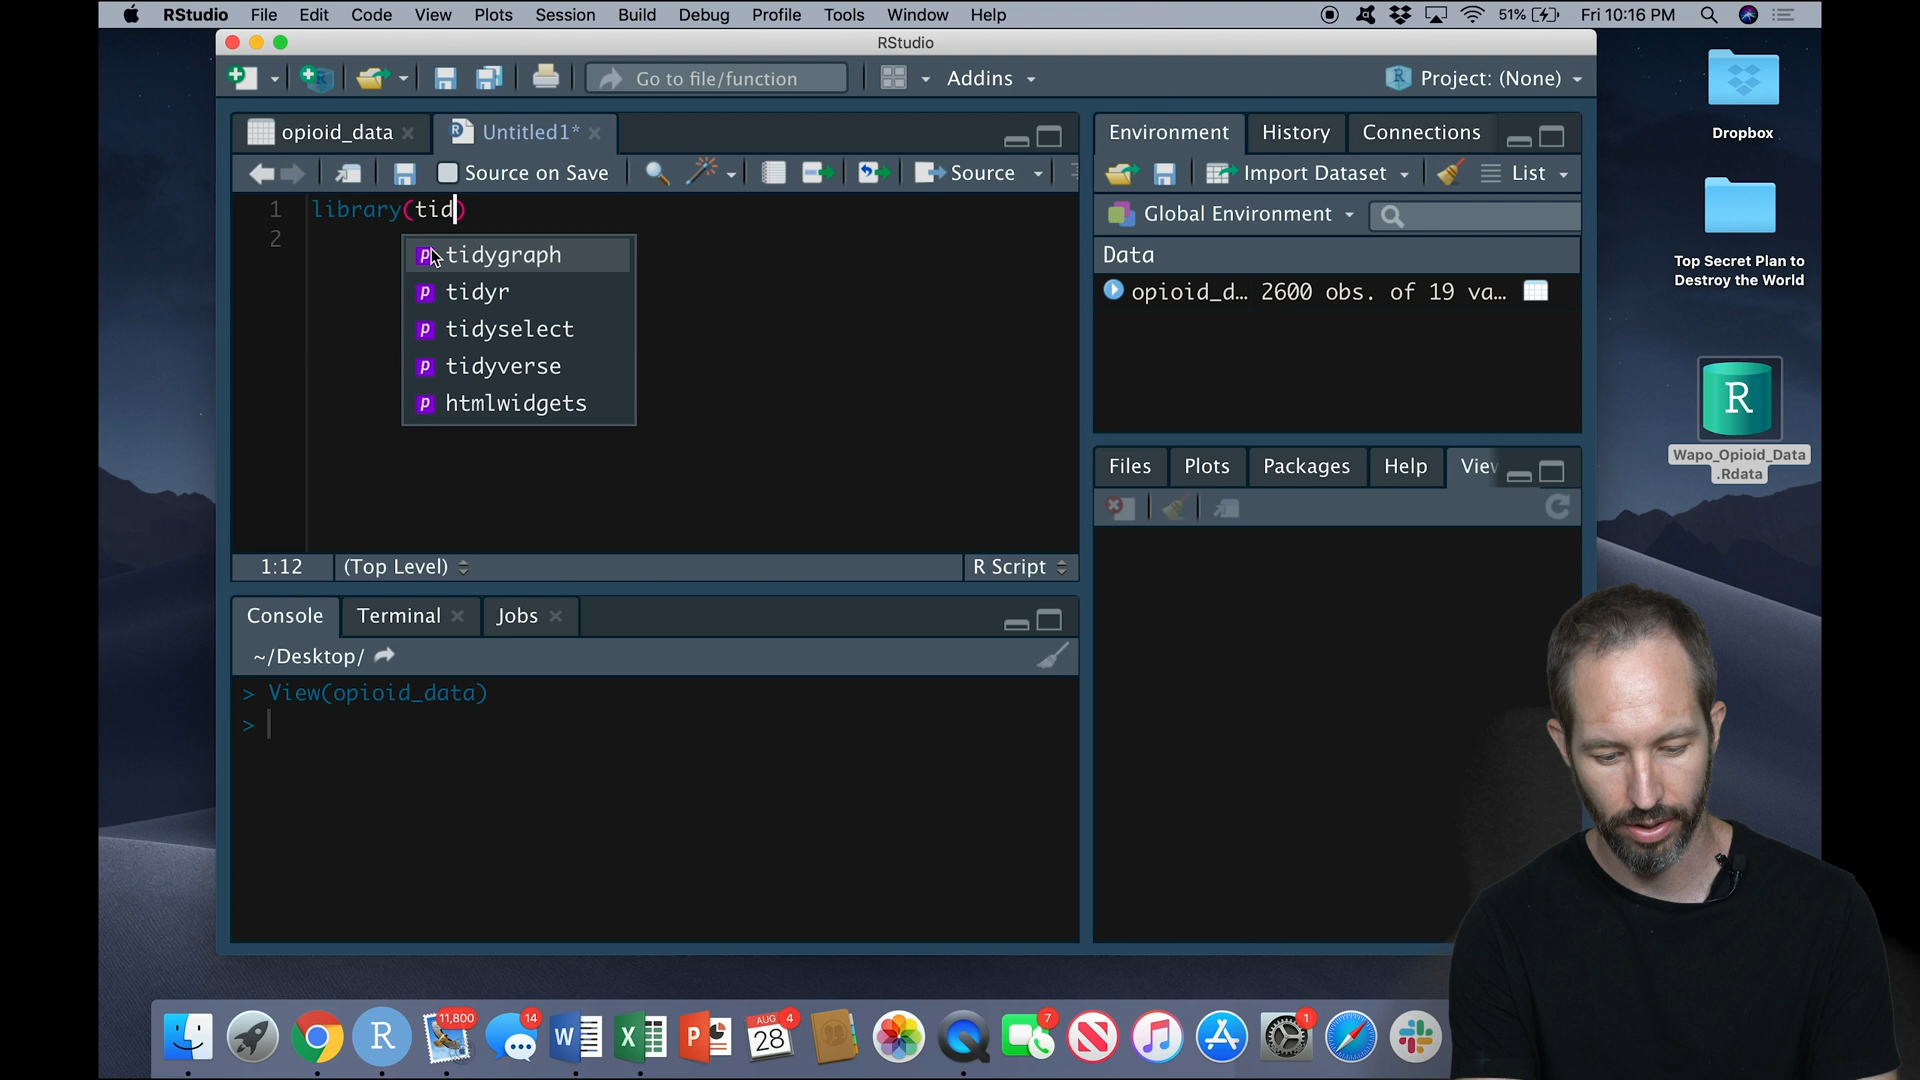 RStudio File Edit Code View Plots Session Build Debug Profile Tools Window Help 51% Fri 10:16 PM
RStudio
Go to file/function Addins Project: (None)
Dropbox
Top Secret Plan to
Destroy the World
Wapo_Opioid_Data
.Rdata
opioid_data Untitled1*
Source on Save Source
1 library(tid)
2
p tidygraph
p tidyr
p tidyselect
p tidyverse
p htmlwidgets
1:12 (Top Level) R Script
Console Terminal Jobs
~/Desktop/
> View(opioid_data)
>
Environment History Connections
Import Dataset List
Global Environment
Data
opioid_d… 2600 obs. of 19 va…
Files Plots Packages Help Viev
R
11,800
14
W
X
P
AUG 4
28
7
1